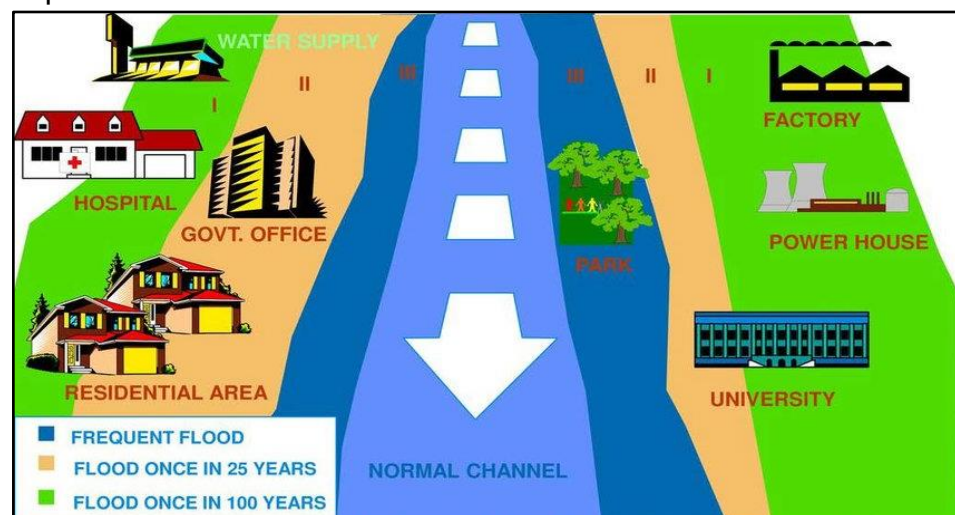 WATER SUPPLY
I
II
III
III
II
I
FACTORY
HOSPITAL
GOVT. OFFICE
PARK
POWER HOUSE
RESIDENTIAL AREA
UNIVERSITY
NORMAL CHANNEL
FREQUENT FLOOD
FLOOD ONCE IN 25 YEARS
FLOOD ONCE IN 100 YEARS